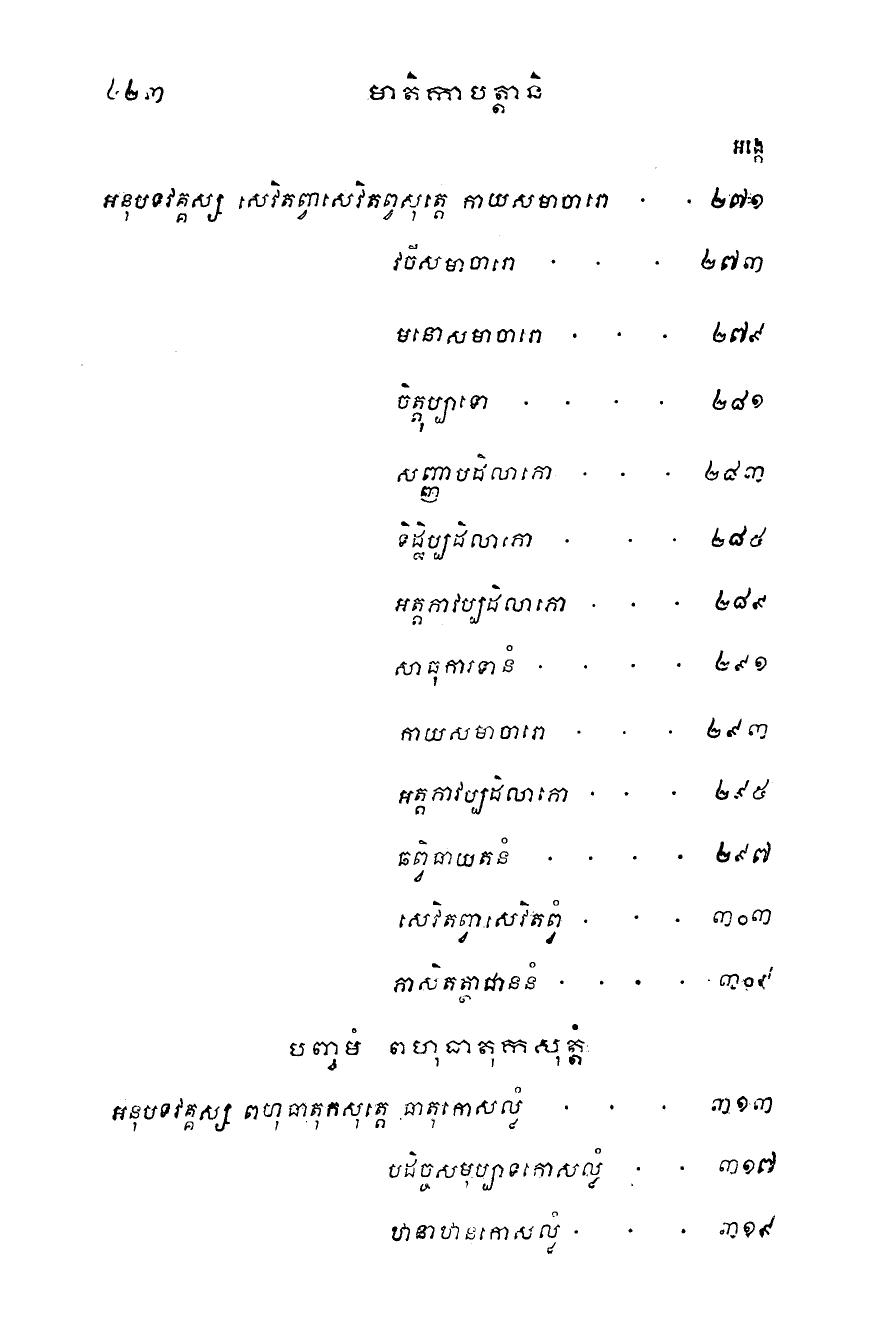 ៤២៣ មាតិកាបត្តានិ
អង្កេ
អនុបទវគ្គស្ស សេវិតព្វាសេវិតព្វសុត្តេ កាយសមាចារោ . . ២៧១
វចីសមាចារោ . . . ២៧៣
មនោសមាចារោ . . . ២៧៩
ចិត្តុប្បាទោ . . . . ២៨១
សញ្ញាបដិលាភោ . . . ២៨៣
ទិដ្ឋិប្បដិលាភោ . . . ២៨៥
អត្តភាវប្បដិលាភោ . . . ២៨៩
សាធុការទានំ . . . . ២៩១
កាយសមាចារោ . . . ២៩៣
អត្តភាវប្បដិលាភោ . . . ២៩៥
ធព្វិធាយតនំ . . . . ២៩៧
សេវិតព្វាសេវិតព្វំ . . . ៣០៣
ភាសិតត្ថាជាននំ . . . . ៣០៩
បញ្ចមំ ពហុធាតុកសុត្តំ
អនុបទវគ្គស្ស ពហុធាតុកសុត្តេ ធាតុកោសល្លំ . . . ៣១៣
បដិច្ចសមុប្បាទកោសល្លំ . . ៣១៧
ឋានាឋានកោសល្លំ . . . ៣១៩